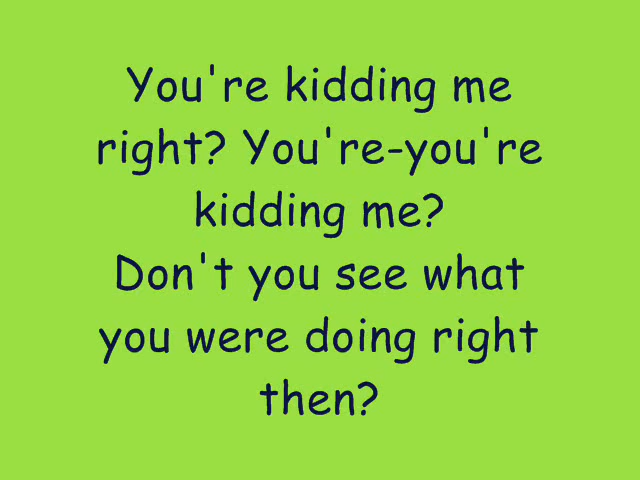 You're kidding me
right? You're-you're
kidding me?
Don't you see what
you were doing right
then?